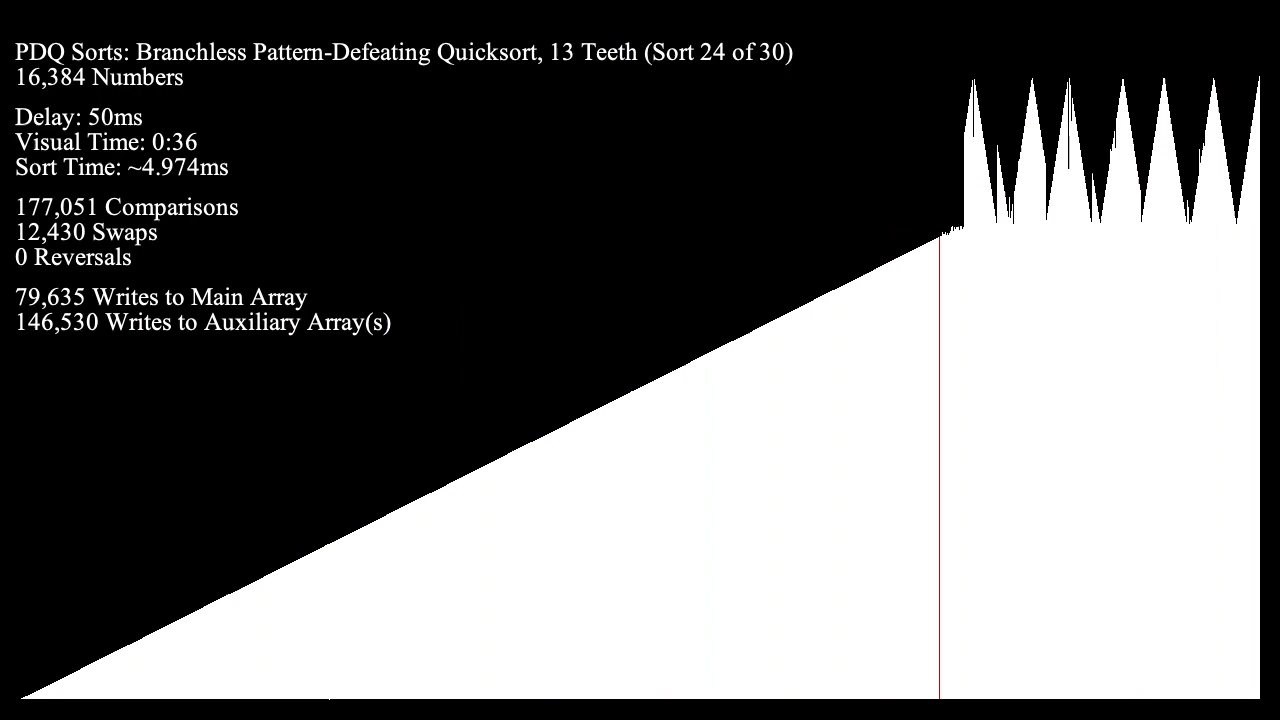 PDQ Sorts: Branchless Pattern-Defeating Quicksort, 13 Teeth (Sort 24 of 30)
16,384 Numbers
Delay: 50ms
Visual Time: 0:36
Sort Time: ~4.974ms
177,051 Comparisons
12,430 Swaps
0 Reversals
79,635 Writes to Main Array
146,530 Writes to Auxiliary Array(s)